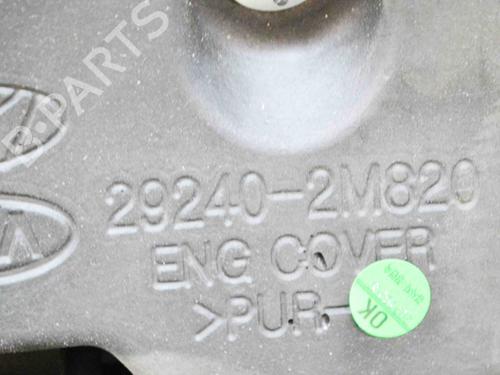 B-PARTS
29240-2M820
ENG COVER
>PUR-
OK